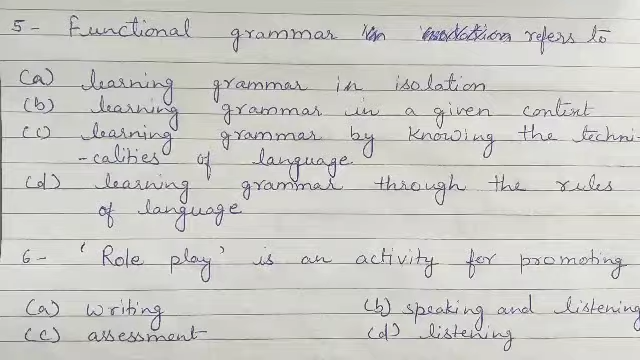 5- Functional grammar in isolation refers to
(a) learning grammar in isolation
(b) learning grammar in a given context
(c) learning grammar by knowing the techni-
-calities of language
(d) learning grammar through the rules
of language
6- 'Role play' is an activity for promoting
(a) writing (b) speaking and listening
(c) assessment (d) listening